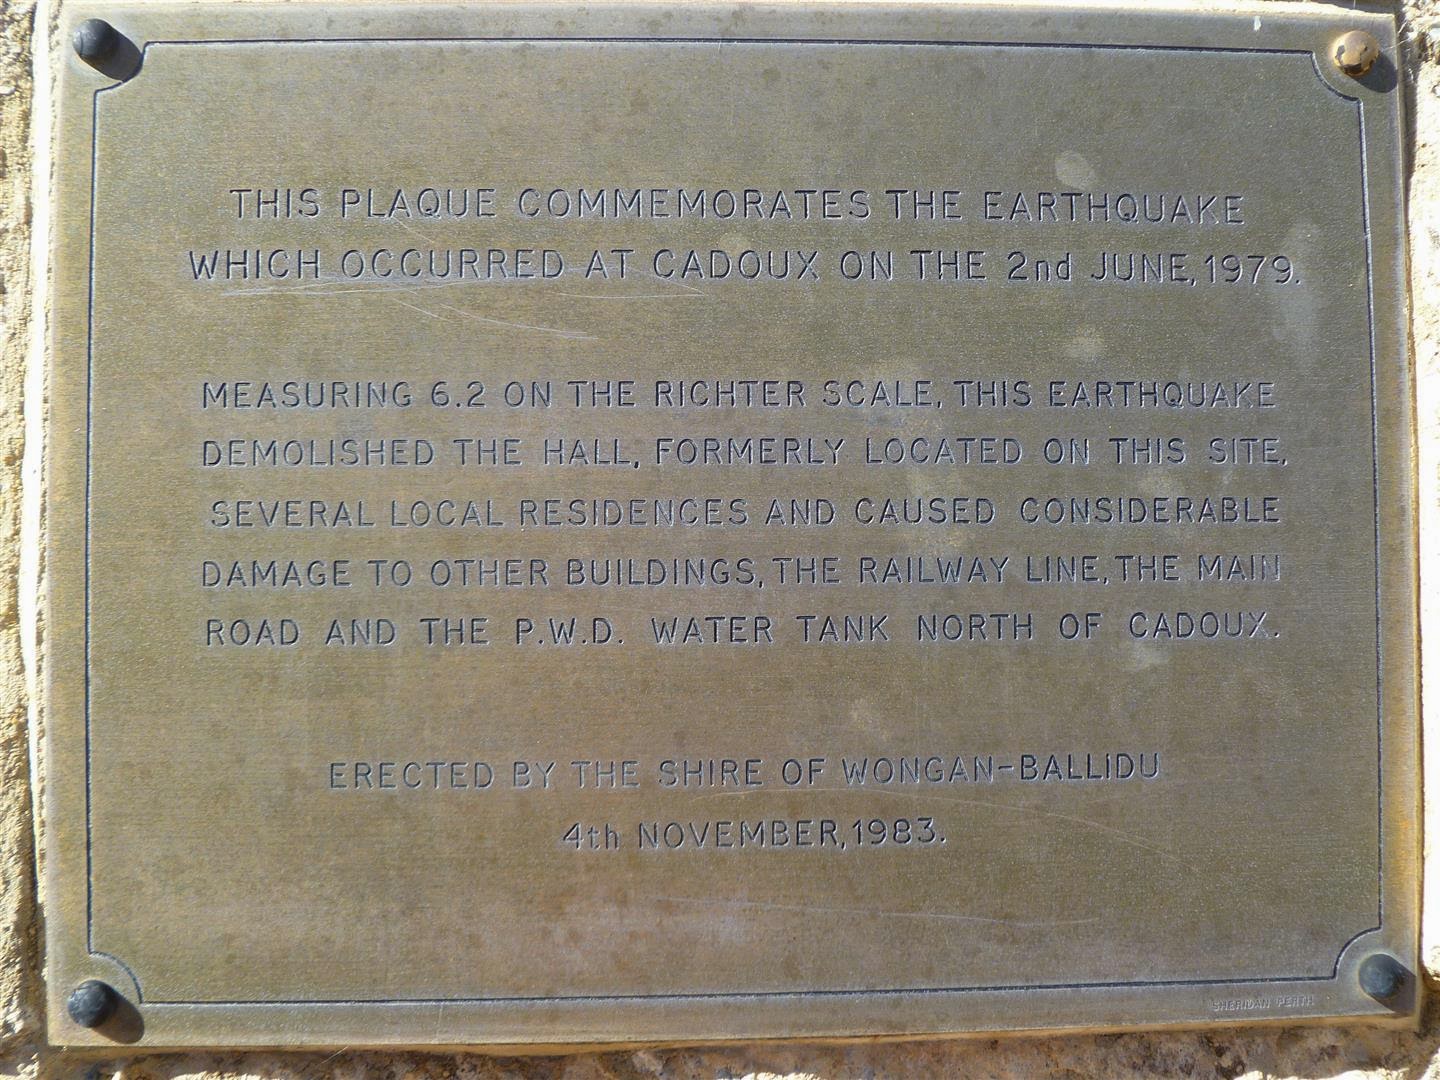 THIS PLAQUE COMMEMORATES THE EARTHQUAKE
WHICH OCCURRED AT CADOUX ON THE 2nd JUNE, 1979.
MEASURING 6.2 ON THE RICHTER SCALE, THIS EARTHQUAKE
DEMOLISHED THE HALL, FORMERLY LOCATED ON THIS SITE,
SEVERAL LOCAL RESIDENCES AND CAUSED CONSIDERABLE
DAMAGE TO OTHER BUILDINGS, THE RAILWAY LINE, THE MAIN
ROAD AND THE P.W.D. WATER TANK NORTH OF CADOUX.
ERECTED BY THE SHIRE OF WONGAN-BALLIDU
4th NOVEMBER, 1983.
SHERIDAN PERTH